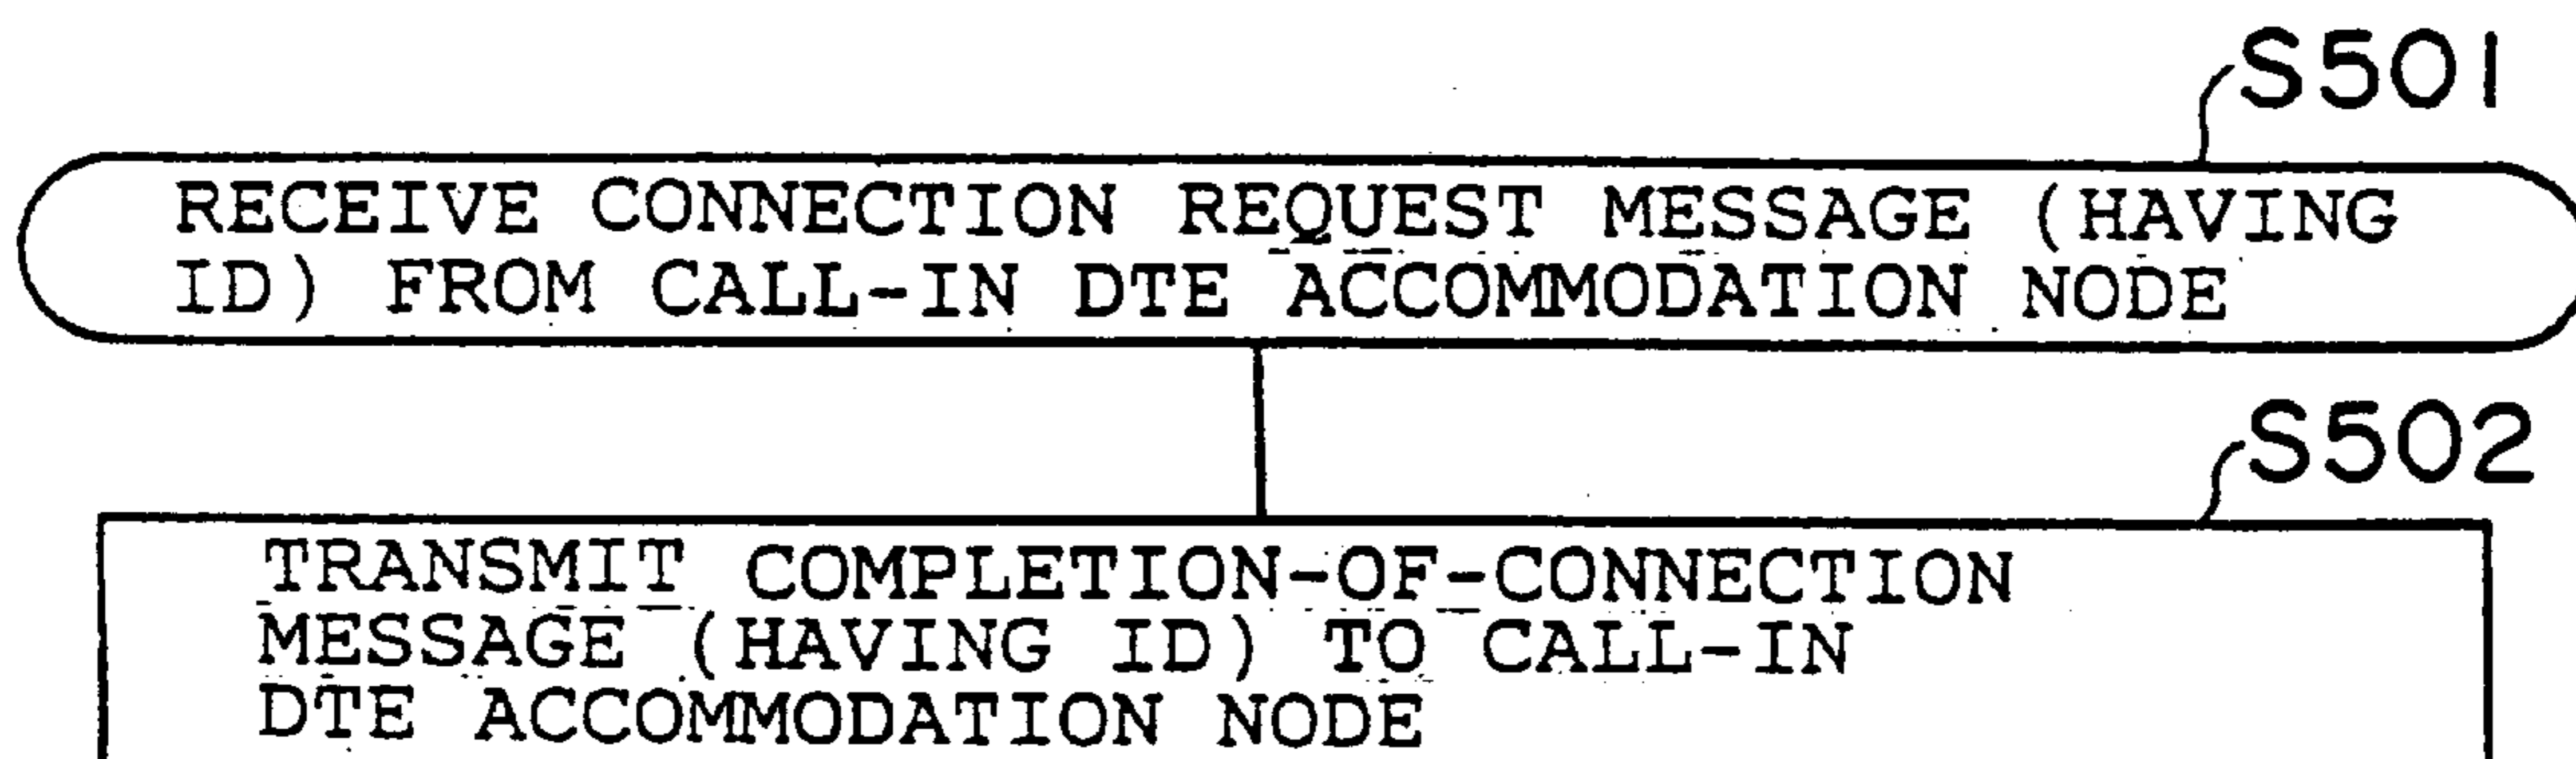 S501
RECEIVE CONNECTION REQUEST MESSAGE (HAVING
ID) FROM CALL-IN DTE ACCOMMODATION NODE
S502
TRANSMIT COMPLETION-OF-CONNECTION
MESSAGE (HAVING ID) TO CALL-IN
DTE ACCOMMODATION NODE